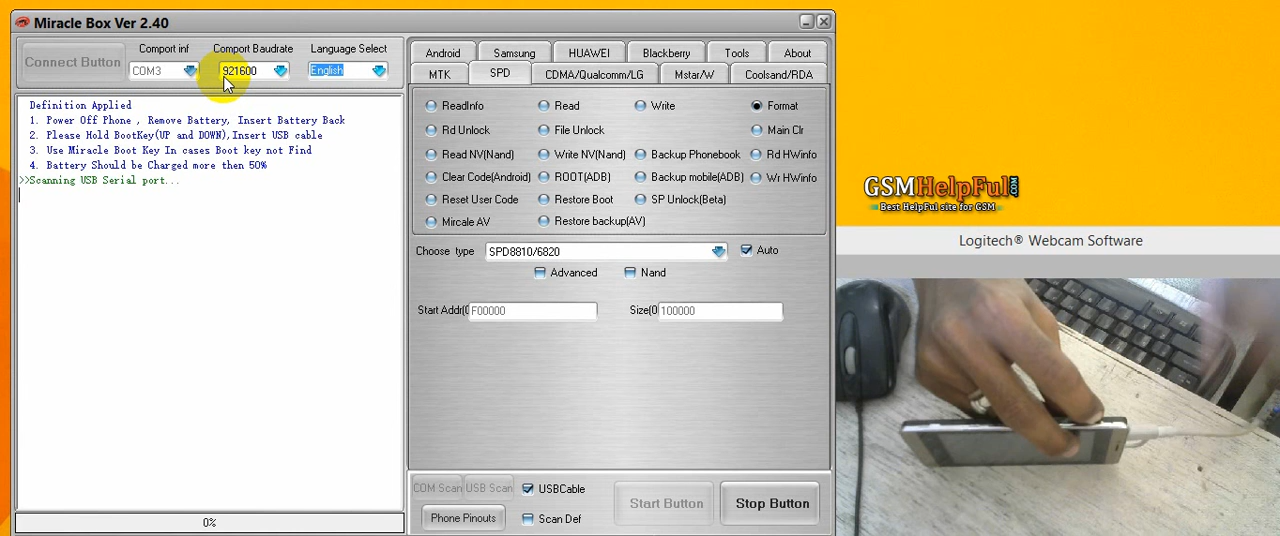 Miracle Box Ver 2.40
Connect Button
Comport inf
Comport Baudrate
Language Select
COM3
921600
English
Definition Applied
1. Power Off Phone , Remove Battery, Insert Battery Back
2. Please Hold BootKey(UP and DOWN),Insert USB cable
3. Use Miracle Boot Key In cases Boot key not Find
4. Battery Should be Charged more then 50%
>>Scanning USB Serial port...
0%
Android Samsung HUAWEI Blackberry Tools About
MTK SPD CDMA/Qualcomm/LG Mstar/W Coolsand/RDA
ReadInfo Read Write Format
Rd Unlock File Unlock Main Clr
Read NV(Nand) Write NV(Nand) Backup Phonebook Rd HWinfo
Clear Code(Android) ROOT(ADB) Backup mobile(ADB) Wr HWinfo
Reset User Code Restore Boot SP Unlock(Beta)
Mircale AV Restore backup(AV)
Choose type SPD8810/6820 Auto
Advanced Nand
Start Addr(0 F00000 Size(0 100000
COM Scan USB Scan USBCable
Start Button Stop Button
Phone Pinouts Scan Def
GSMHelpFul.COM
Best HelpFul site for GSM
Logitech® Webcam Software